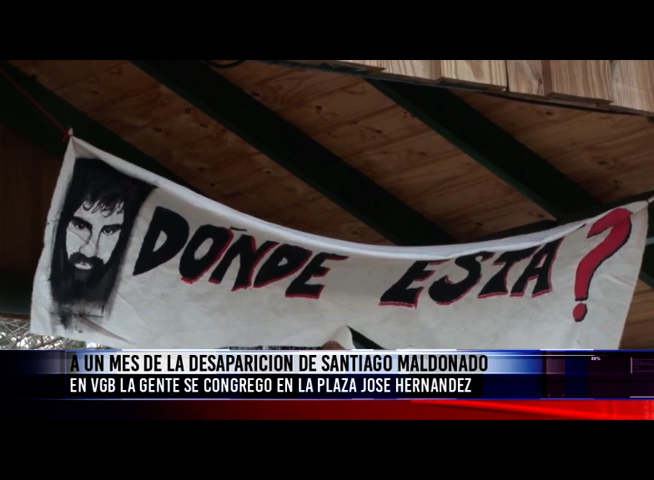 DONDE ESTA?
A UN MES DE LA DESAPARICION DE SANTIAGO MALDONADO
EN VGB LA GENTE SE CONGREGO EN LA PLAZA JOSE HERNANDEZ